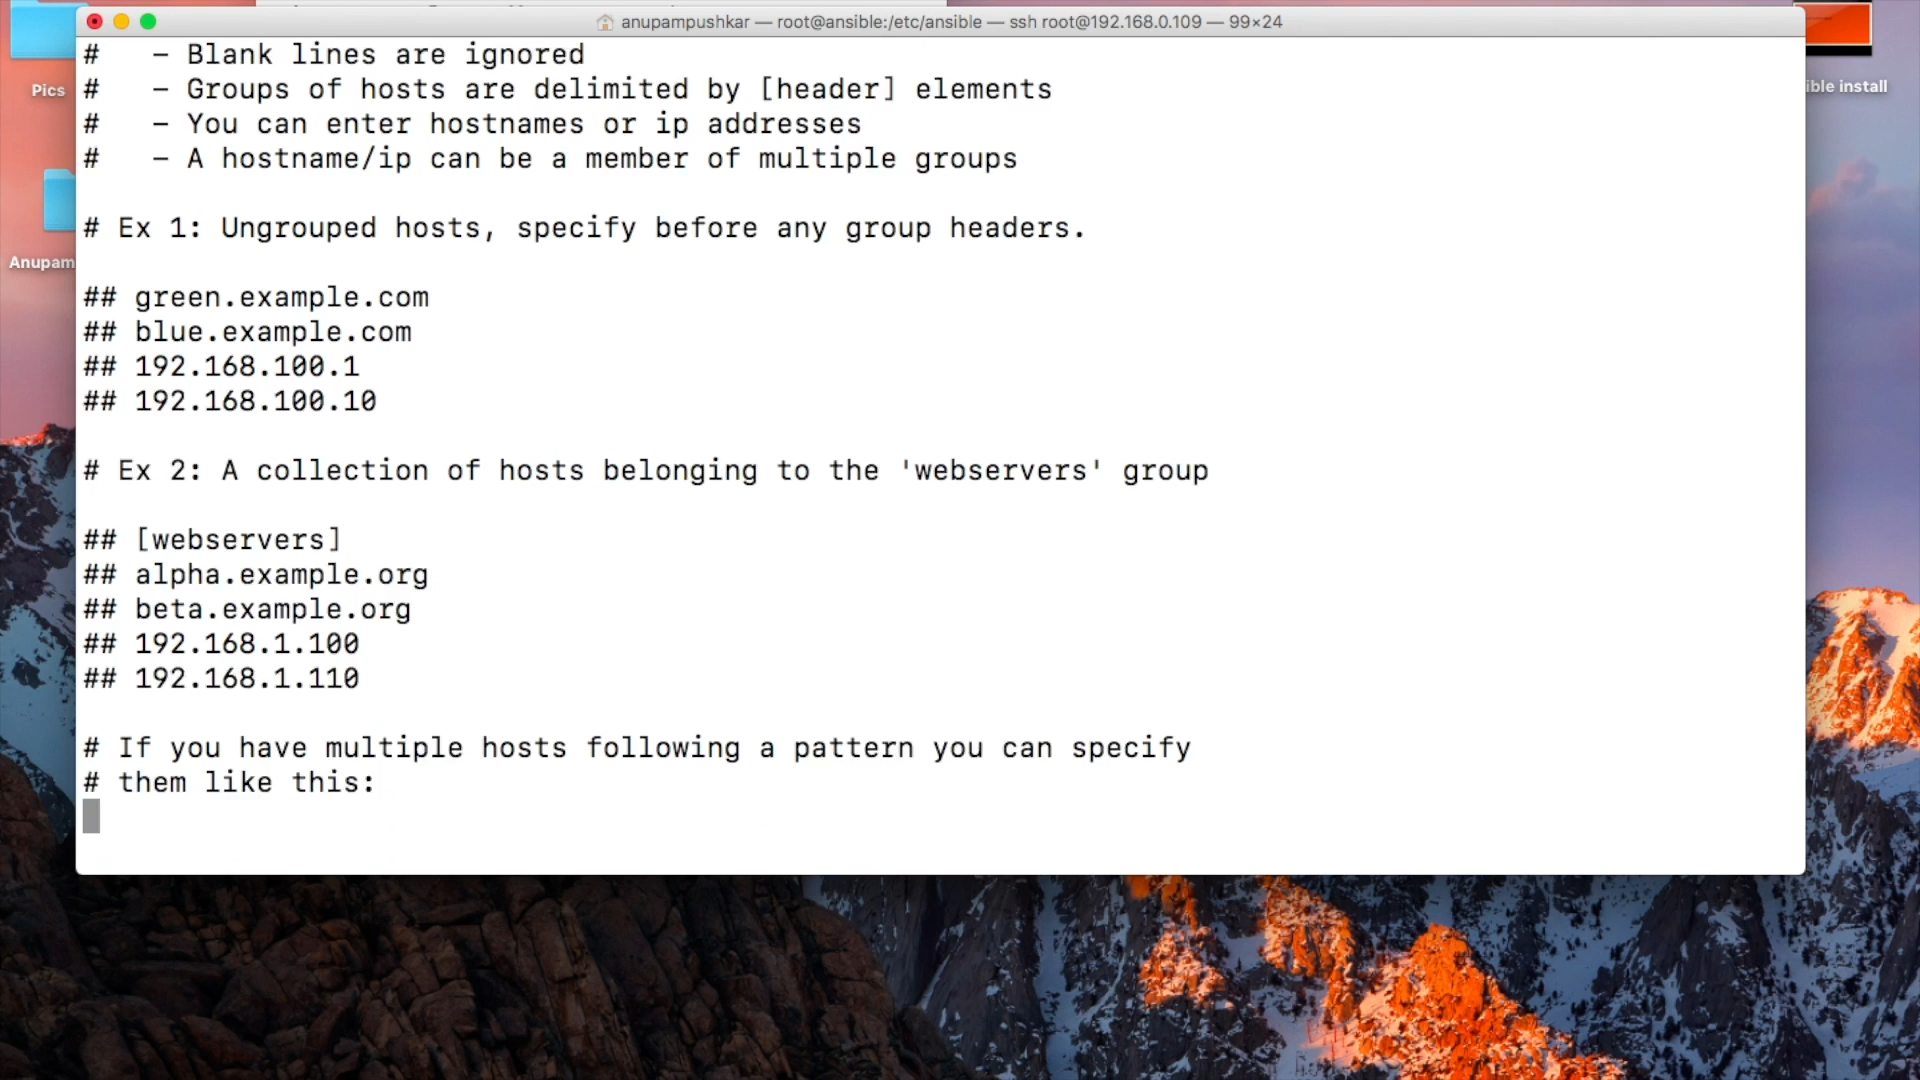 anupampushkar — root@ansible:/etc/ansible — ssh root@192.168.0.109 — 99×24
#   – Blank lines are ignored
#   – Groups of hosts are delimited by [header] elements
#   – You can enter hostnames or ip addresses
#   – A hostname/ip can be a member of multiple groups
# Ex 1: Ungrouped hosts, specify before any group headers.
## green.example.com
## blue.example.com
## 192.168.100.1
## 192.168.100.10
# Ex 2: A collection of hosts belonging to the 'webservers' group
## [webservers]
## alpha.example.org
## beta.example.org
## 192.168.1.100
## 192.168.1.110
# If you have multiple hosts following a pattern you can specify
# them like this:
Pics
Anupam
ible install